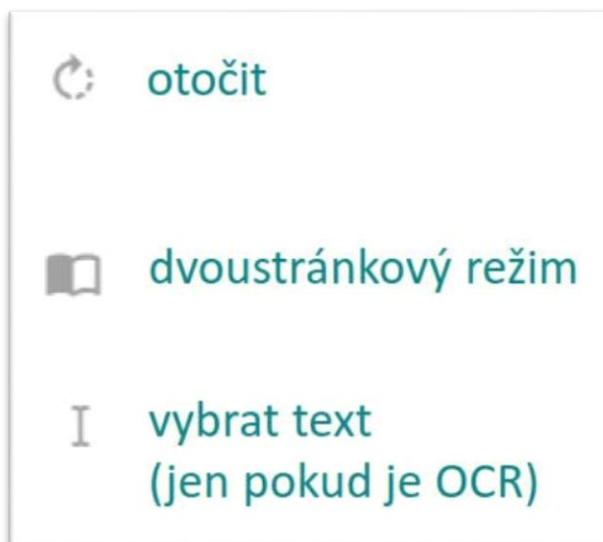 otočit
dvoustránkový režim
vybrat text
(jen pokud je OCR)